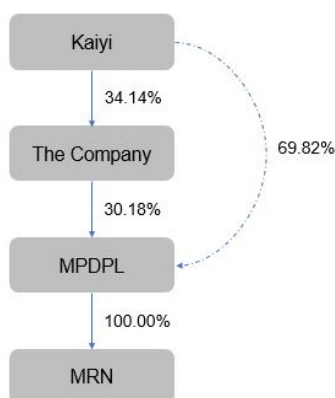 Kaiyi
34.14%
The Company
69.82%
30.18%
MPDPL
100.00%
MRN